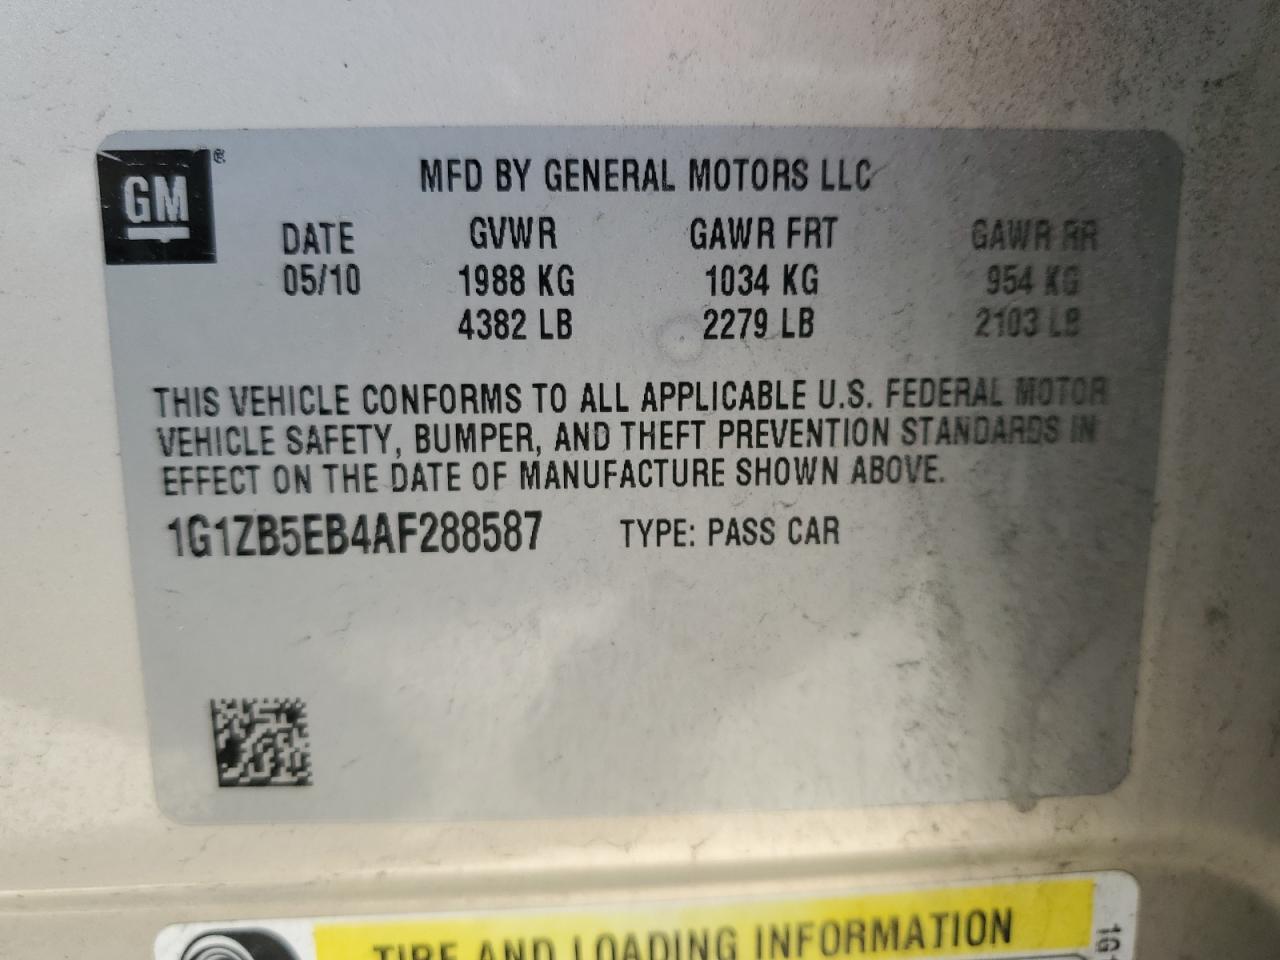 GM®
MFD BY GENERAL MOTORS LLC
DATE GVWR GAWR FRT GAWR RR
05/10 1988 KG 1034 KG 954 KG
4382 LB 2279 LB 2103 LB
THIS VEHICLE CONFORMS TO ALL APPLICABLE U.S. FEDERAL MOTOR
VEHICLE SAFETY, BUMPER, AND THEFT PREVENTION STANDARDS IN
EFFECT ON THE DATE OF MANUFACTURE SHOWN ABOVE.
1G1ZB5EB4AF288587 TYPE: PASS CAR
TIRE AND LOADING INFORMATION